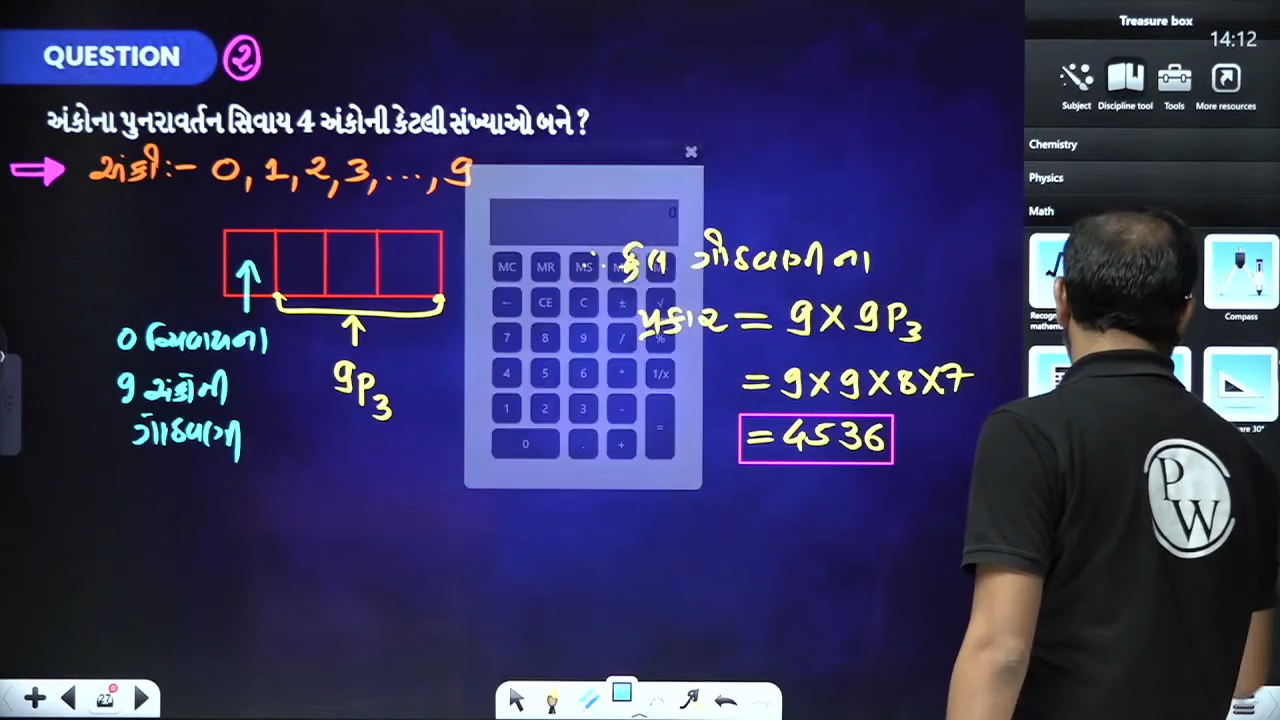 Treasure box
14:12
QUESTION ૨
Subject Discipline tool Tools More resources
અંકોના પુનરાવર્તન સિવાય 4 અંકોની કેટલી સંખ્યાઓ બને ?
અંકો :- 0, 1, 2, 3, ..., 9
Chemistry
Physics
Math
0
MC MR MS
← CE C ± √
7 8 9 / %
4 5 6 * 1/x
1 2 3 - =
0 . +
∴ કુલ ગોઠવણીના
પ્રકાર = 9 × 9P3
= 9 × 9 × 8 × 7
= 4536
0 સિવાયના
9 અંકોની
ગોઠવણી
9P3
Compass
PW
27